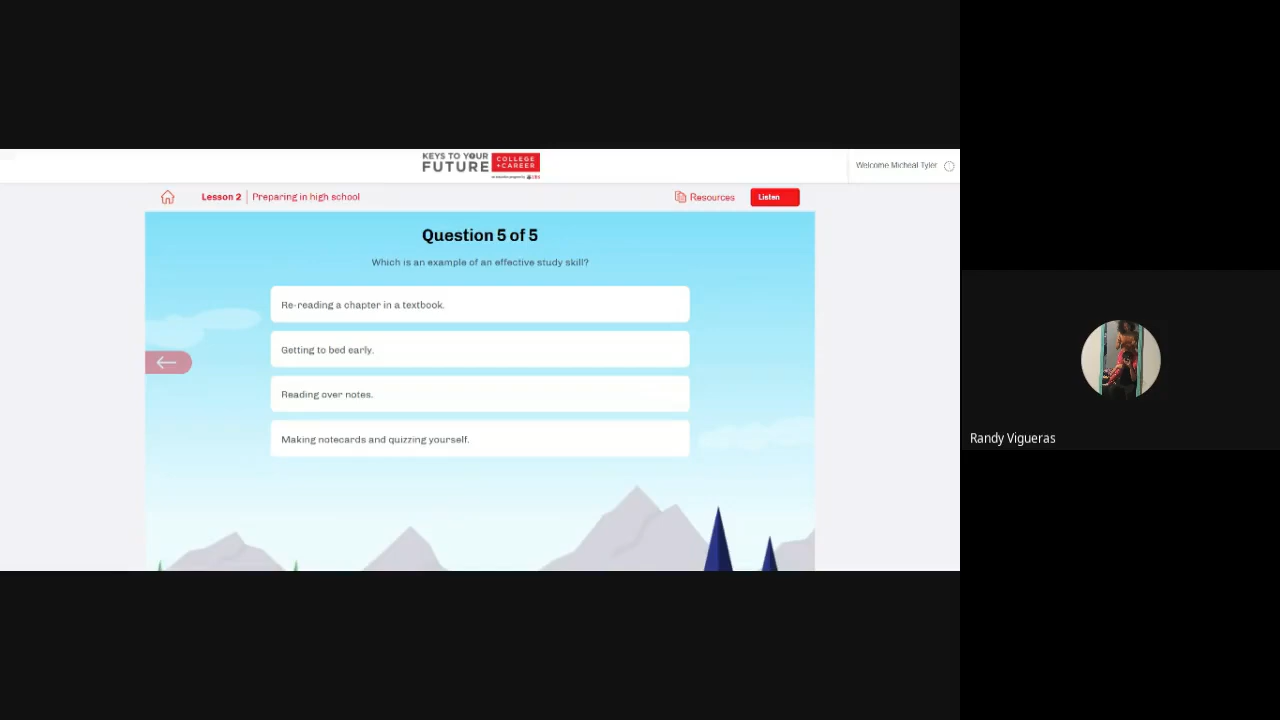 KEYS TO YOUR
FUTURE
COLLEGE
+CAREER
Welcome Micheal Tyler
Lesson 2 | Preparing in high school
Resources
Listen
Question 5 of 5
Which is an example of an effective study skill?
Re-reading a chapter in a textbook.
Getting to bed early.
Reading over notes.
Making notecards and quizzing yourself.
Randy Vigueras